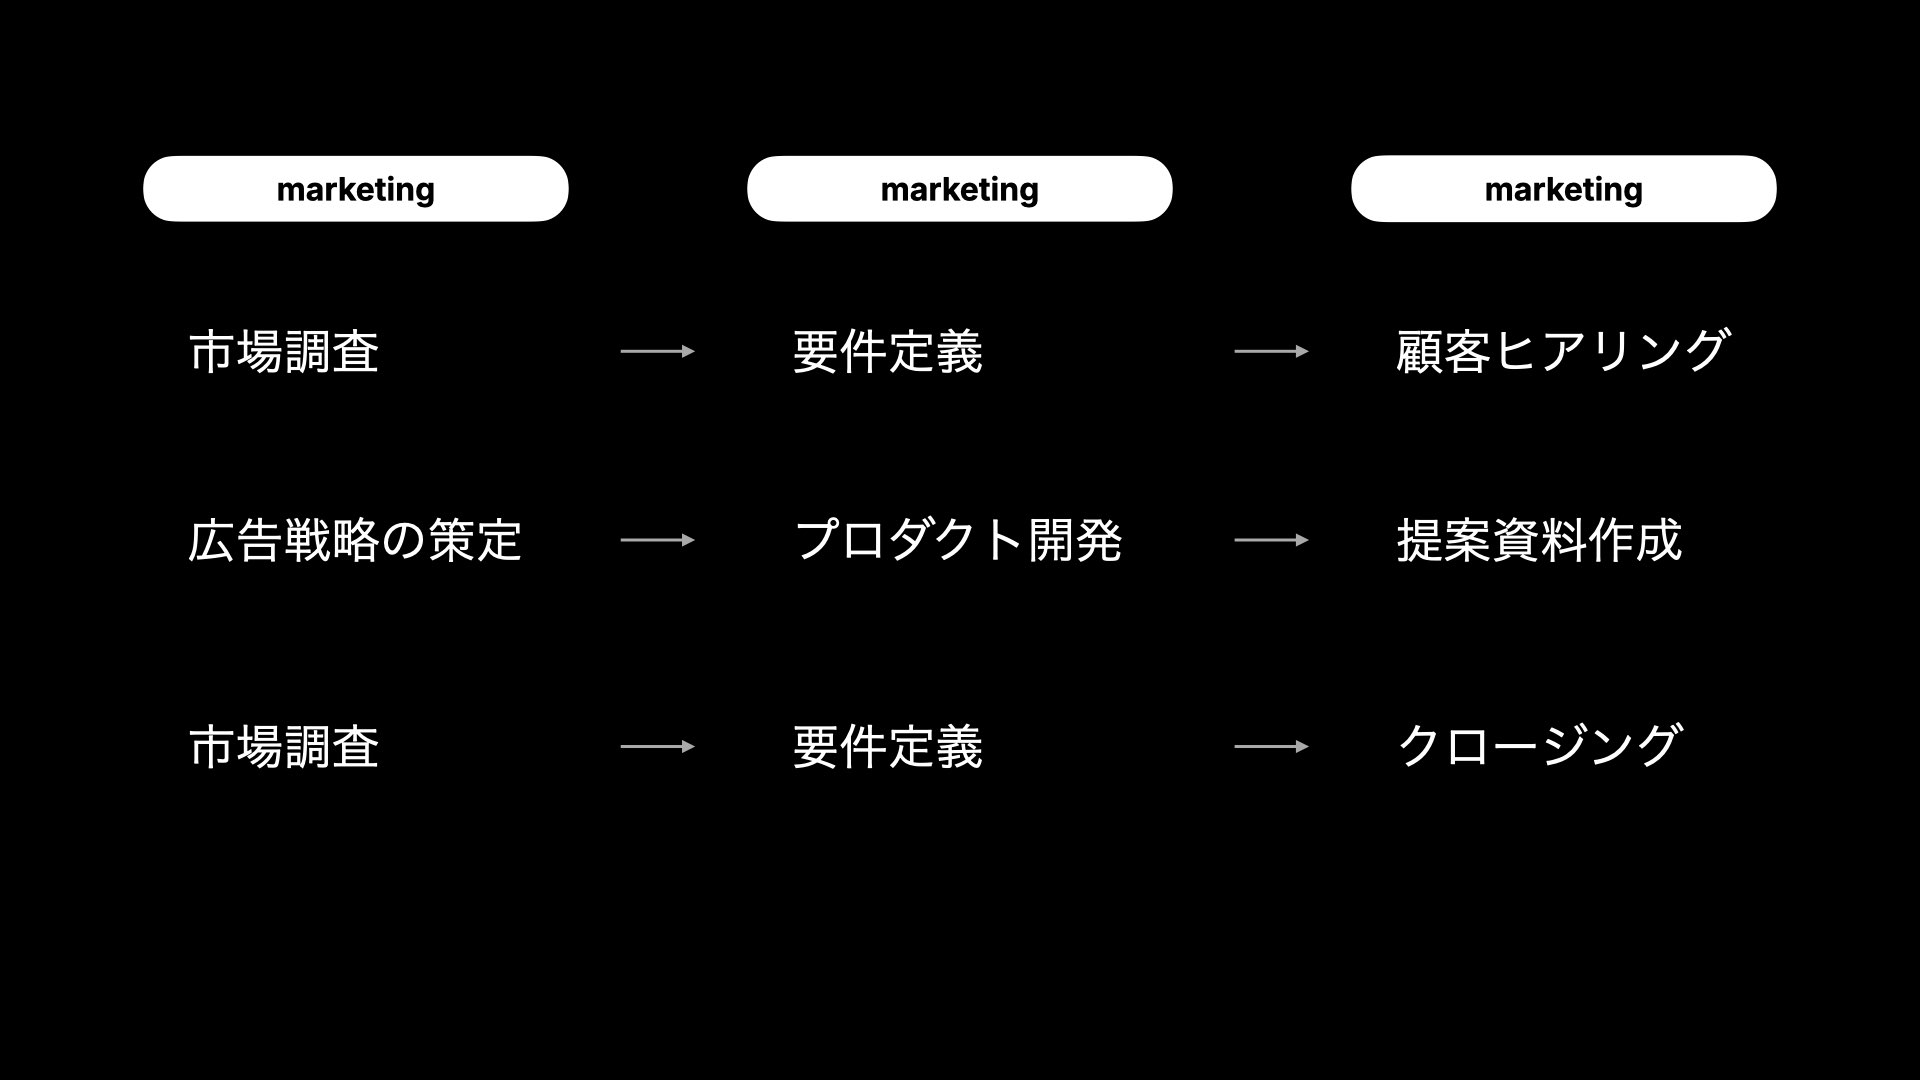 marketing
marketing
marketing
市場調査
要件定義
顧客ヒアリング
広告戦略の策定
プロダクト開発
提案資料作成
市場調査
要件定義
クロージング